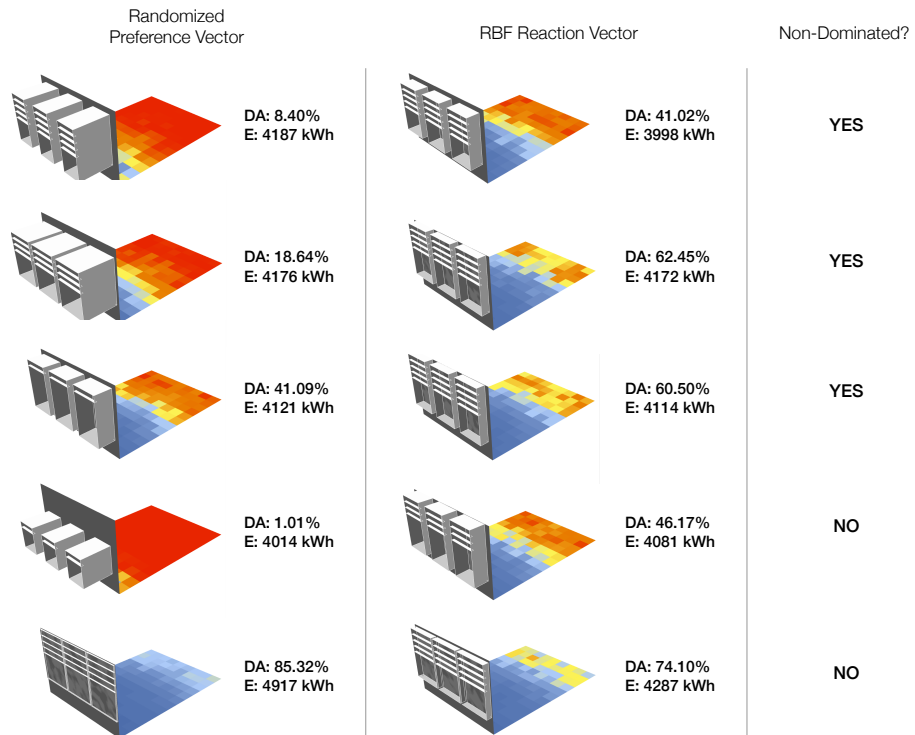 Randomized
Preference Vector
RBF Reaction Vector
Non-Dominated?
DA: 8.40%
E: 4187 kWh
DA: 41.02%
E: 3998 kWh
YES
DA: 18.64%
E: 4176 kWh
DA: 62.45%
E: 4172 kWh
YES
DA: 41.09%
E: 4121 kWh
DA: 60.50%
E: 4114 kWh
YES
DA: 1.01%
E: 4014 kWh
DA: 46.17%
E: 4081 kWh
NO
DA: 85.32%
E: 4917 kWh
DA: 74.10%
E: 4287 kWh
NO